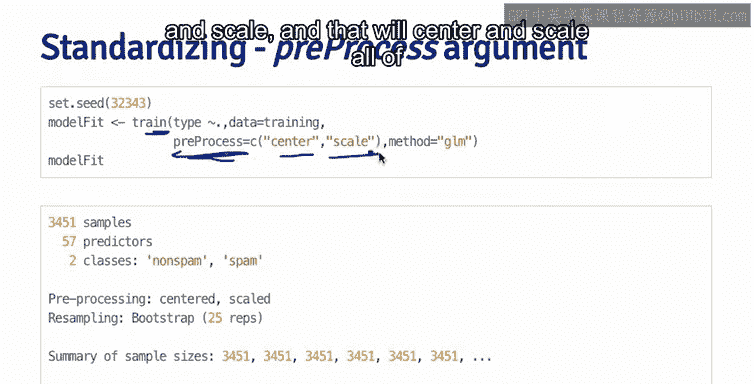 and scale, and that will center and scale
all of
Standardizing - preProcess argument
set.seed(32343)
modelFit <- train(type ~.,data=training,
preProcess=c("center","scale"),method="glm")
modelFit
3451 samples
57 predictors
2 classes: 'nonspam', 'spam'
Pre-processing: centered, scaled
Resampling: Bootstrap (25 reps)
Summary of sample sizes: 3451, 3451, 3451, 3451, 3451, 3451, ...